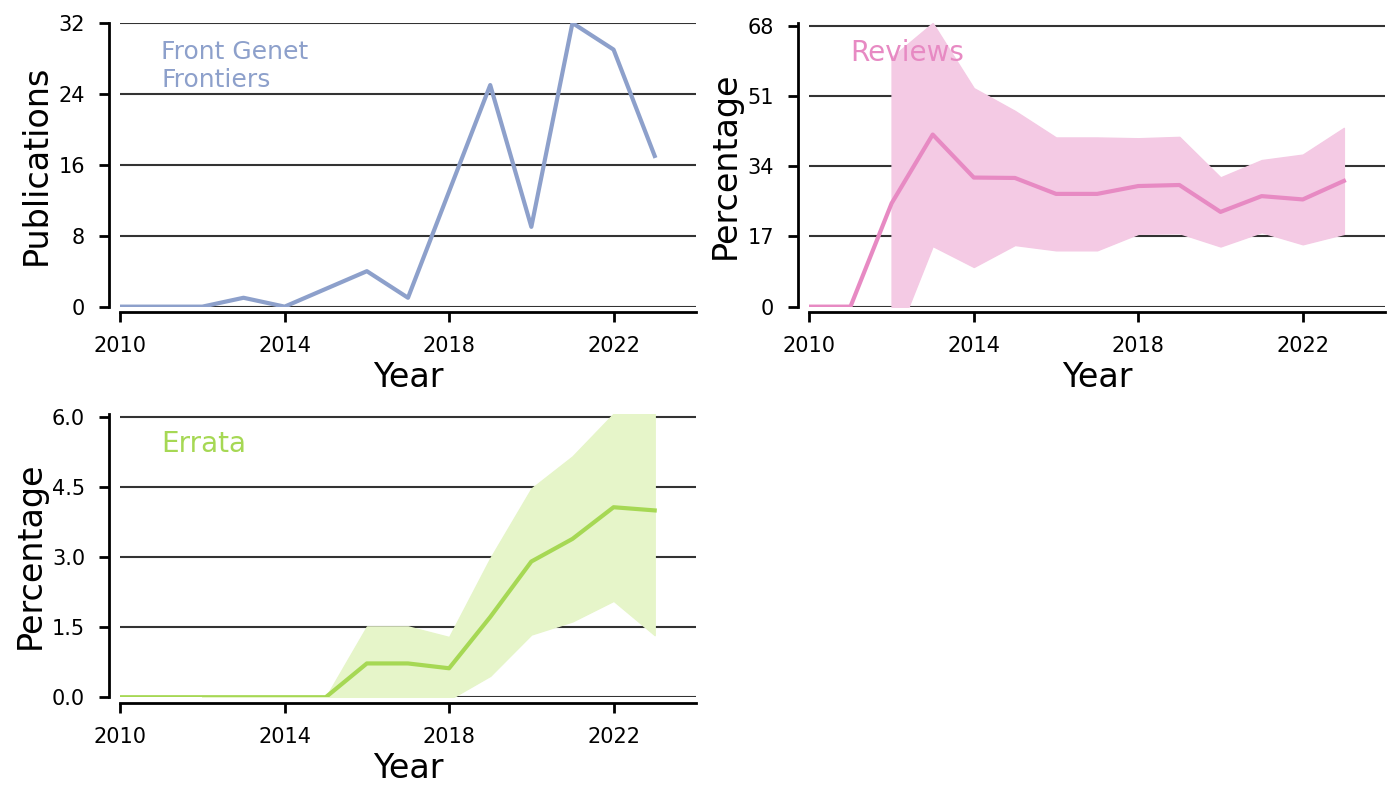 Publications
32
24
16
8
0
Front Genet
Frontiers
2010 2014 2018 2022
Year
Percentage
68
51
34
17
0
Reviews
2010 2014 2018 2022
Year
Percentage
6.0
4.5
3.0
1.5
0.0
Errata
2010 2014 2018 2022
Year